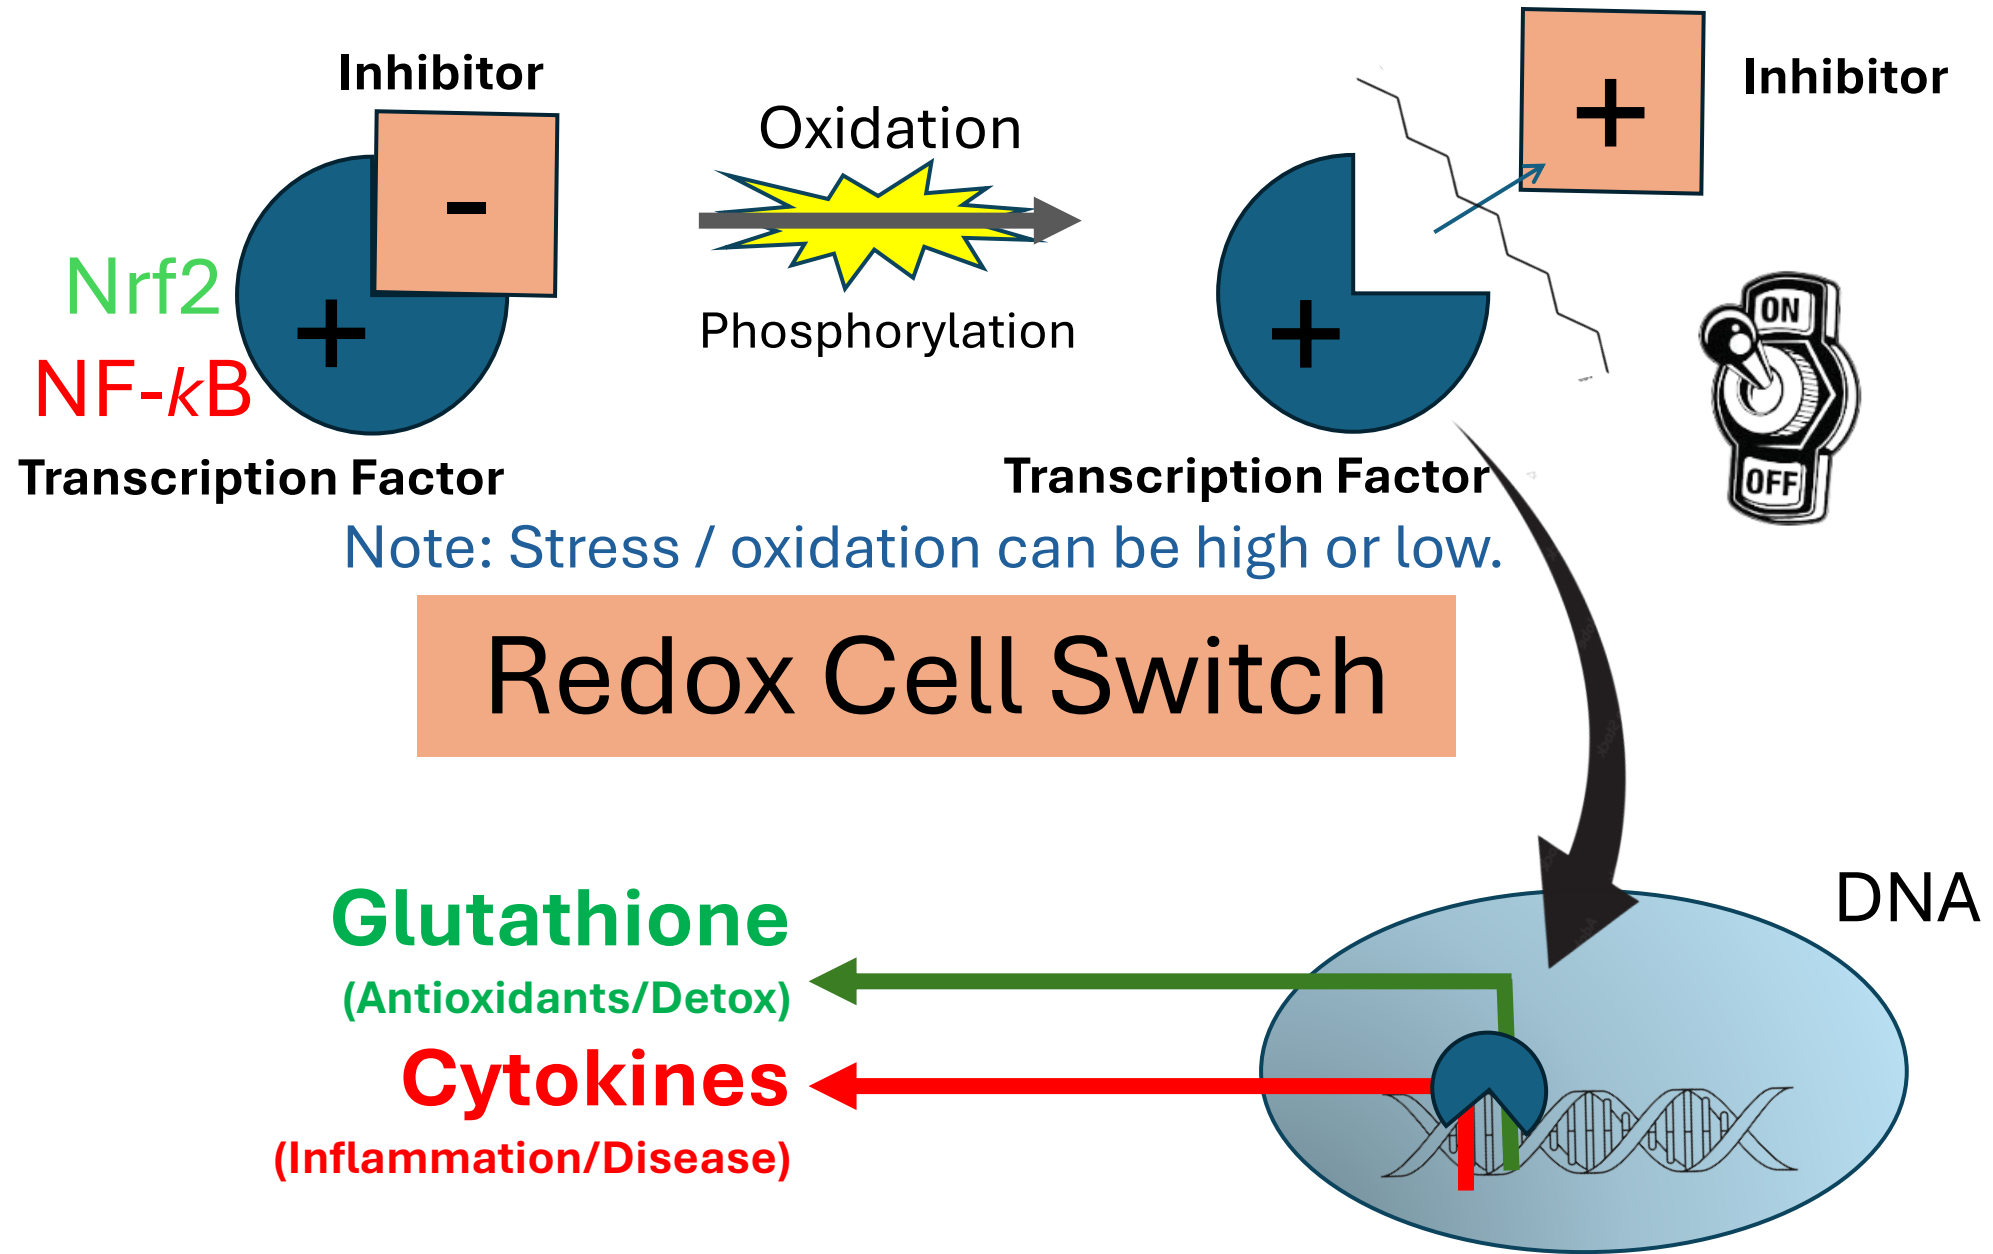 Inhibitor
-
Nrf2
NF-kB
+
Transcription Factor
Oxidation
Phosphorylation
+
Inhibitor
+
Transcription Factor
ON
OFF
Note: Stress / oxidation can be high or low.
Redox Cell Switch
DNA
Glutathione
(Antioxidants/Detox)
Cytokines
(Inflammation/Disease)